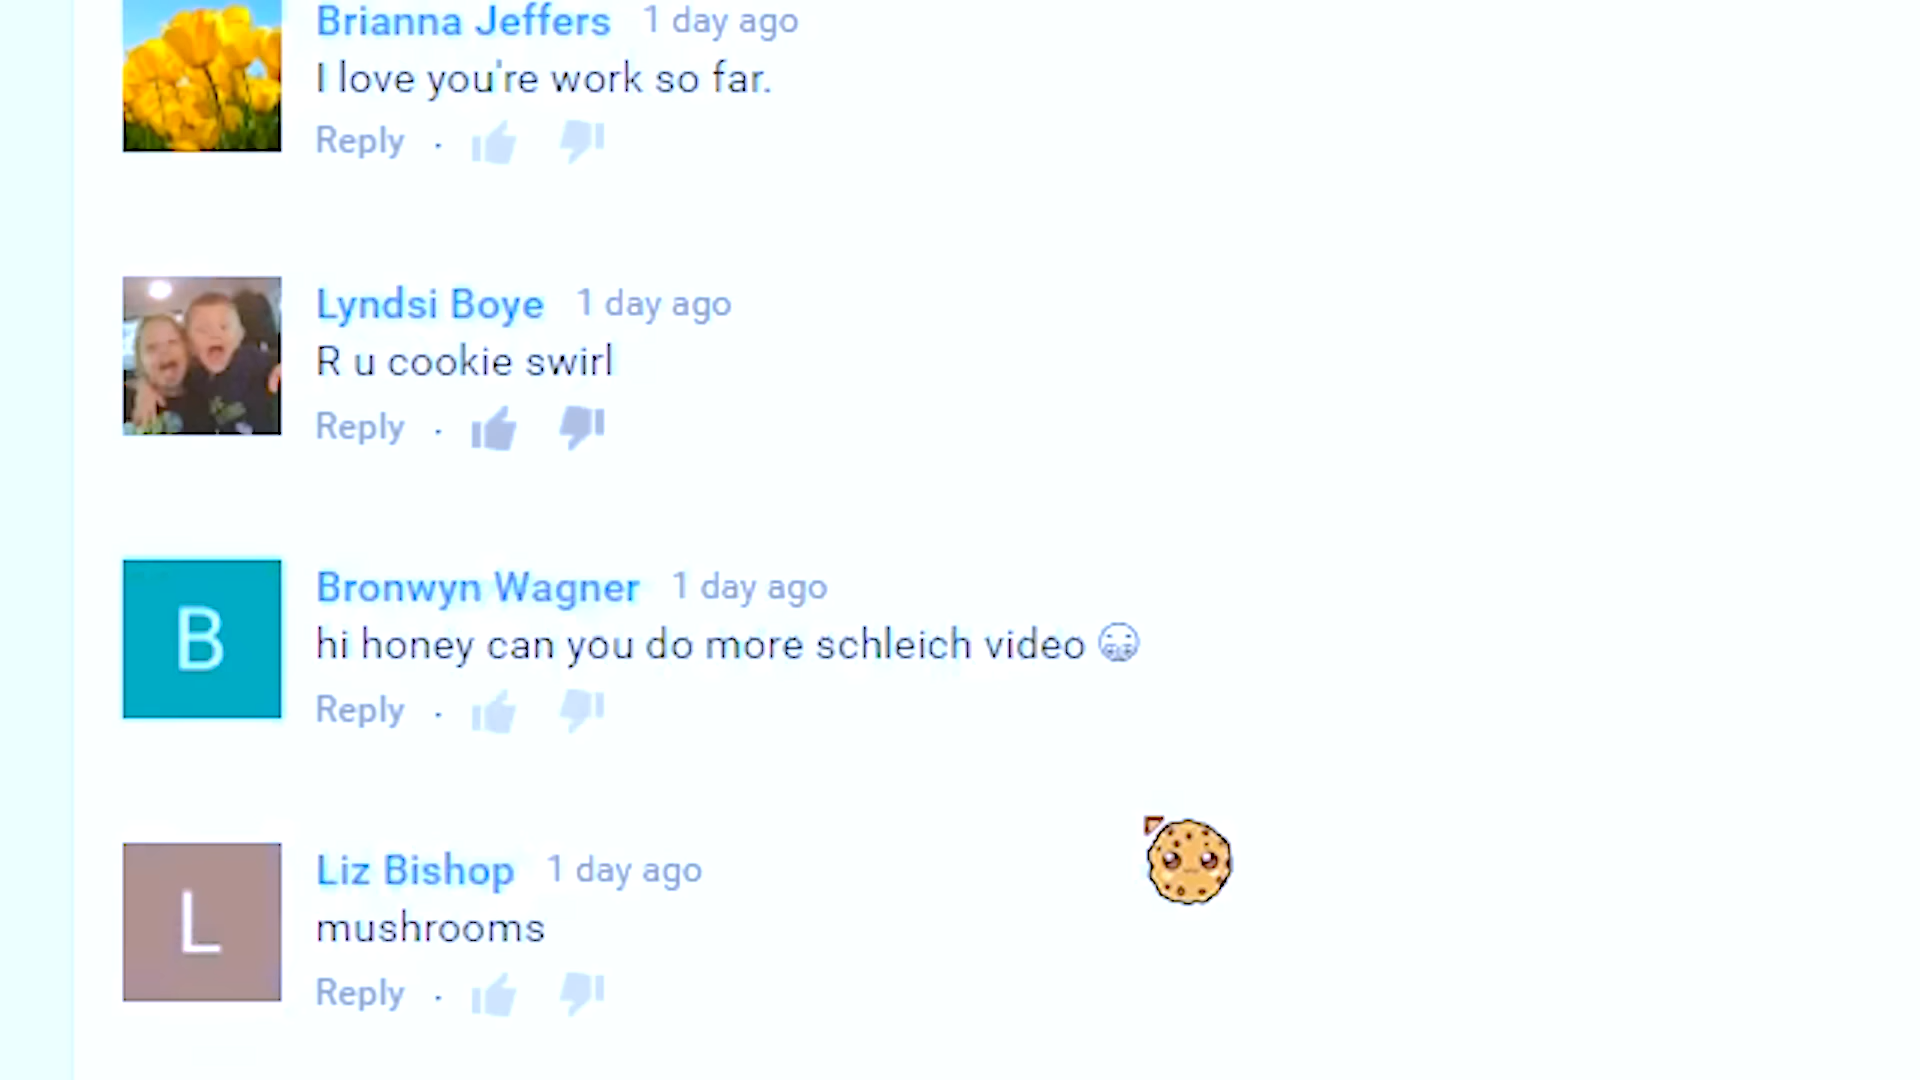 Brianna Jeffers 1 day ago
I love you're work so far.
Reply
Lyndsi Boye 1 day ago
R u cookie swirl
Reply
B
Bronwyn Wagner 1 day ago
hi honey can you do more schleich video
Reply
L
Liz Bishop 1 day ago
mushrooms
Reply